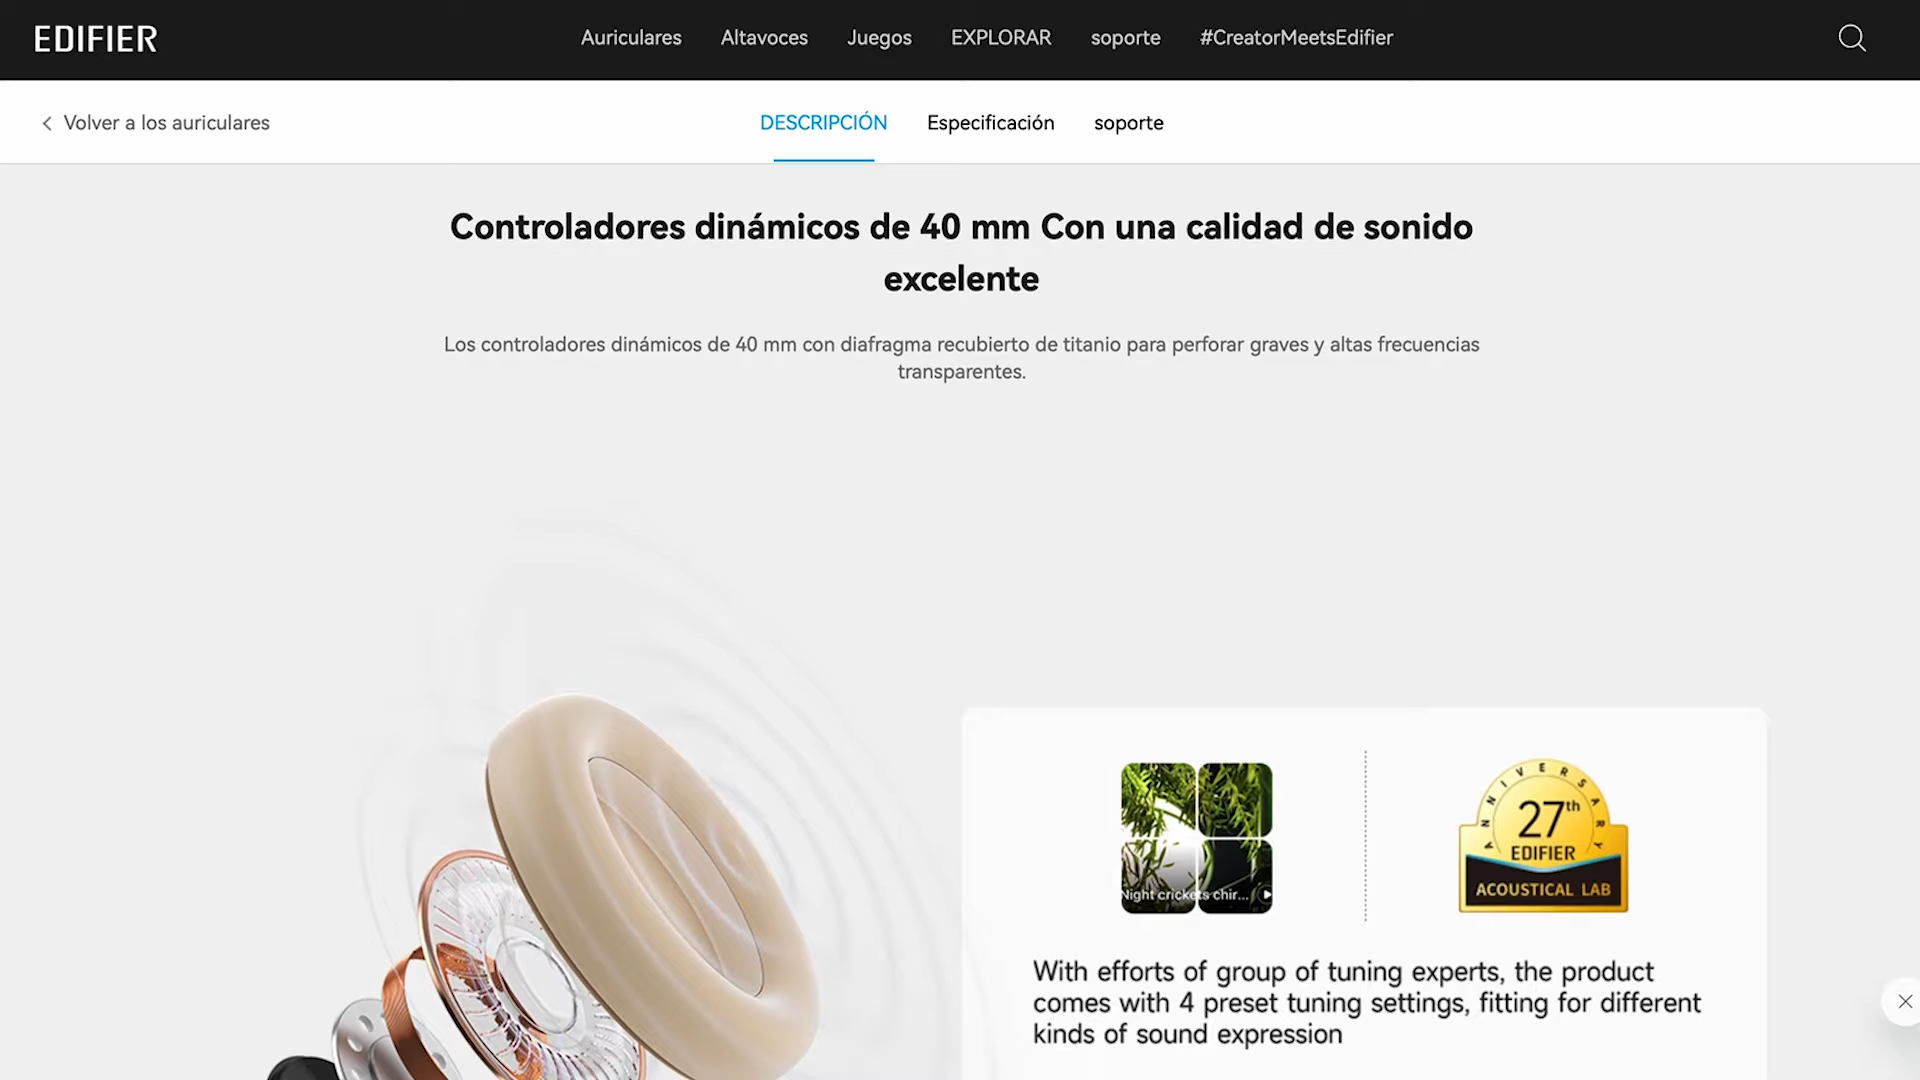 EDIFIER
Auriculares
Altavoces
Juegos
EXPLORAR
soporte
#CreatorMeetsEdifier
Volver a los auriculares
DESCRIPCIÓN
Especificación
soporte
Controladores dinámicos de 40 mm Con una calidad de sonido
excelente
Los controladores dinámicos de 40 mm con diafragma recubierto de titanio para perforar graves y altas frecuencias
transparentes.
Night crickets chir...
ANNIVERSARY
27th
EDIFIER
ACOUSTICAL LAB
With efforts of group of tuning experts, the product
comes with 4 preset tuning settings, fitting for different
kinds of sound expression